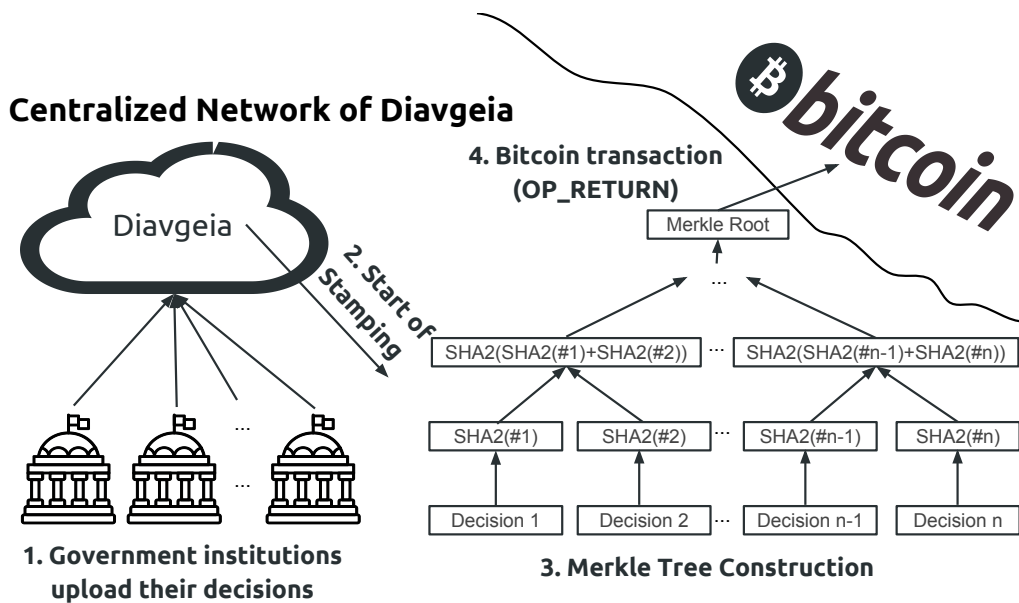 Centralized Network of Diavgeia
bitcoin
4. Bitcoin transaction
(OP_RETURN)
Diavgeia
Merkle Root
2. Start of
Stamping
...
SHA2(SHA2(#1)+SHA2(#2))
...
SHA2(SHA2(#n-1)+SHA2(#n))
...
SHA2(#1)
SHA2(#2)
...
SHA2(#n-1)
SHA2(#n)
...
Decision 1
Decision 2
...
Decision n-1
Decision n
1. Government institutions
upload their decisions
3. Merkle Tree Construction